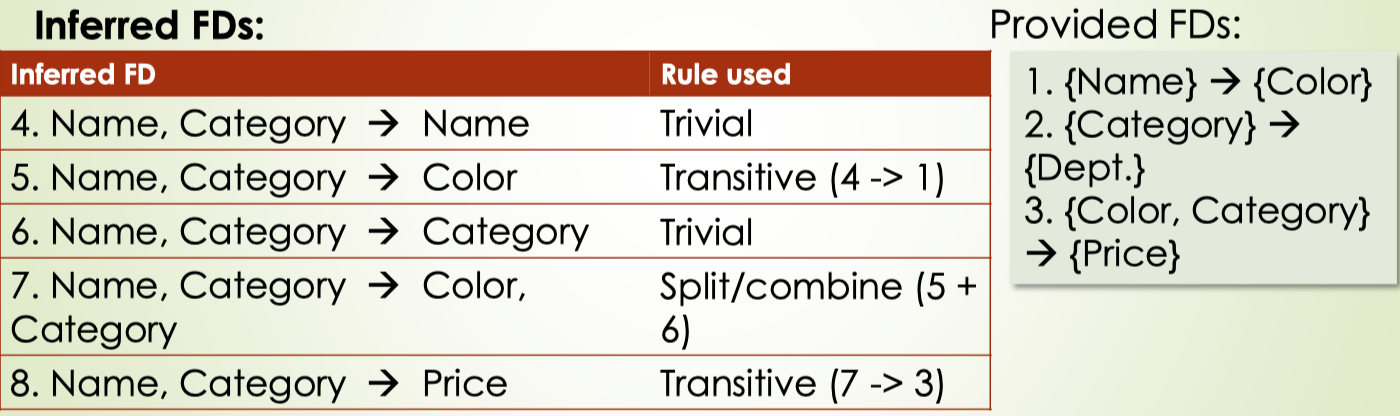 Inferred FDs:
Inferred FD Rule used
4. Name, Category → Name Trivial
5. Name, Category → Color Transitive (4 -> 1)
6. Name, Category → Category Trivial
7. Name, Category → Color, Split/combine (5 +
Category 6)
8. Name, Category → Price Transitive (7 -> 3)
Provided FDs:
1. {Name} → {Color}
2. {Category} →
{Dept.}
3. {Color, Category}
→ {Price}